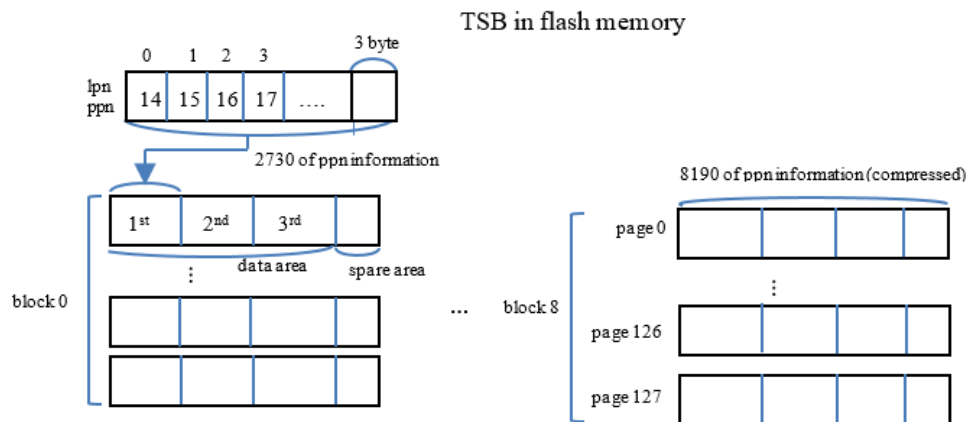 TSB in flash memory
3 byte
0 1 2 3
lpn
ppn
14 15 16 17 ....
2730 of ppn information
8190 of ppn information (compressed)
1st 2nd 3rd
page 0
data area
spare area
⋮
⋮
block 0
...
block 8
page 126
page 127